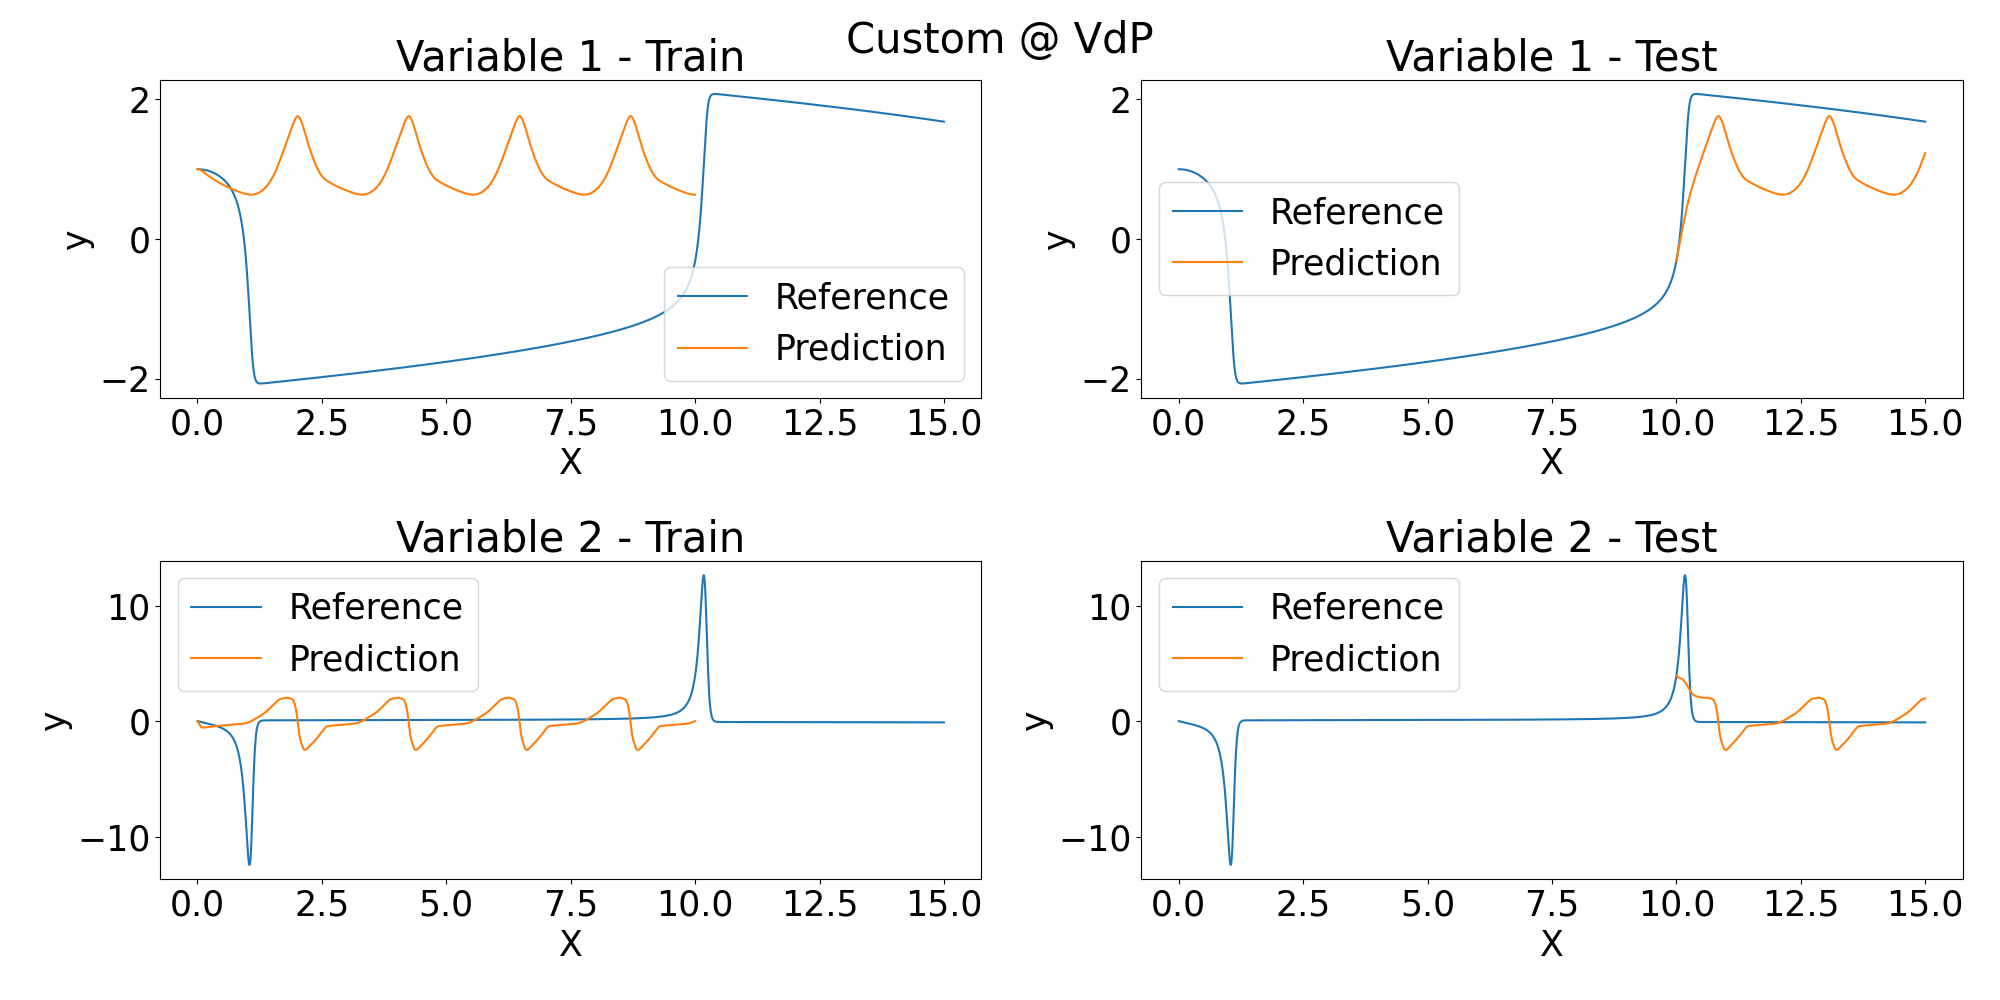 Custom @ VdP
Variable 1 - Train
2
0
−2
y
0.0 2.5 5.0 7.5 10.0 12.5 15.0
X
Reference
Prediction
Variable 1 - Test
2
0
−2
y
0.0 2.5 5.0 7.5 10.0 12.5 15.0
X
Reference
Prediction
Variable 2 - Train
10
0
−10
y
0.0 2.5 5.0 7.5 10.0 12.5 15.0
X
Reference
Prediction
Variable 2 - Test
10
0
−10
y
0.0 2.5 5.0 7.5 10.0 12.5 15.0
X
Reference
Prediction